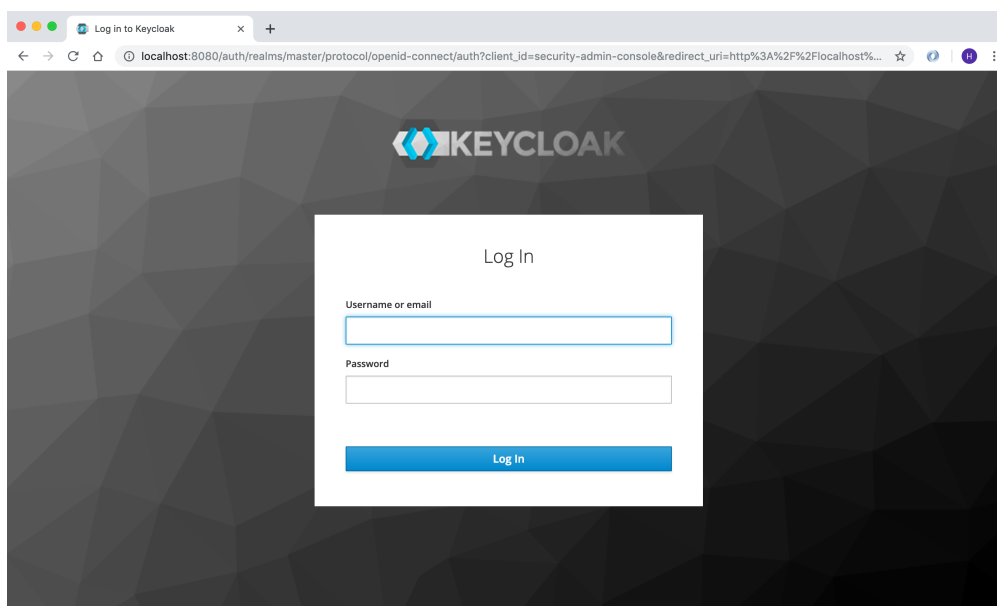 Log in to Keycloak
localhost:8080/auth/realms/master/protocol/openid-connect/auth?client_id=security-admin-console&redirect_uri=http%3A%2F%2Flocalhost%...
H
KEYCLOAK
Log In
Username or email
Password
Log In